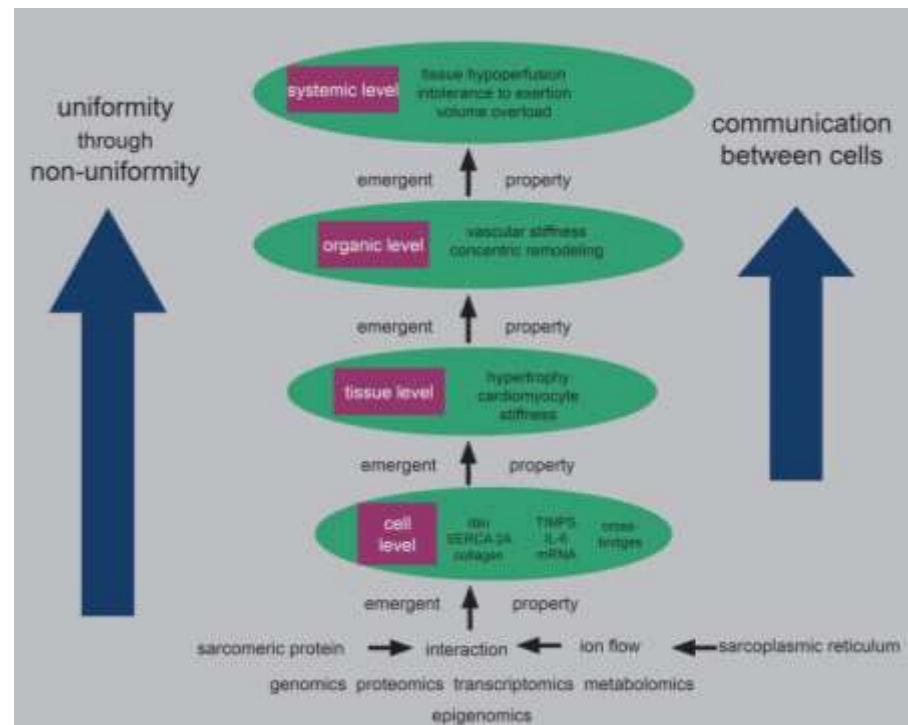 uniformity
through
non-uniformity
communication
between cells
systemic level
tissue hypoperfusion
intolerance to exertion
volume overload
emergent property
organic level
vascular stiffness
concentric remodeling
emergent property
tissue level
hypertrophy
cardiomyocyte
stiffness
emergent property
cell
level
SERCA-2A
collagen
TIMPS
IL-6
mRNA
cross-
bridges
emergent property
sarcomeric protein interaction ion flow sarcoplasmic reticulum
genomics proteomics transcriptomics metabolomics
epigenomics